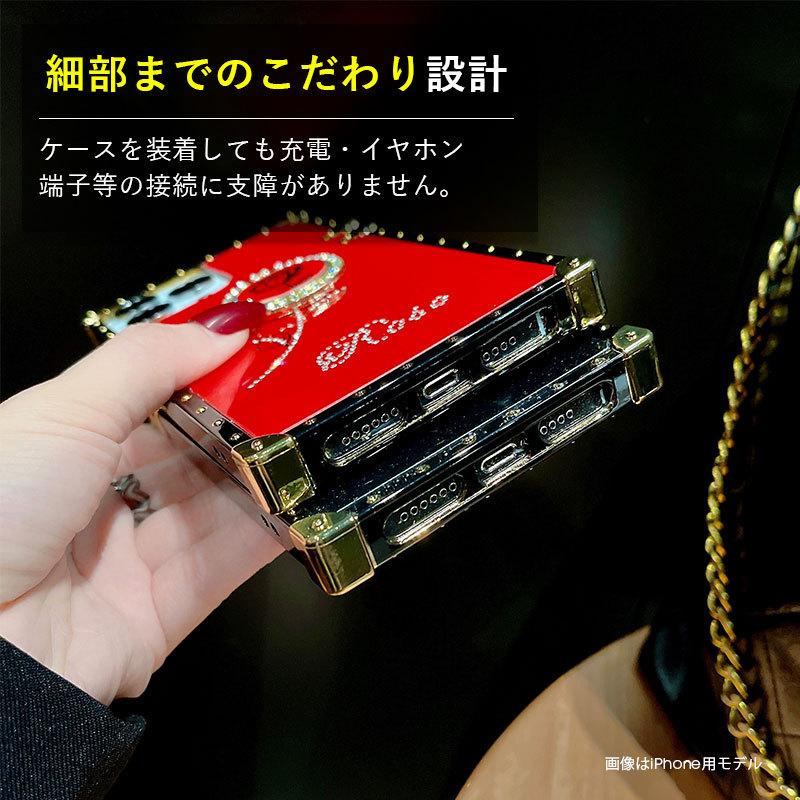 細部までのこだわり設計
ケースを装着しても充電・イヤホン
端子等の接続に支障がありません。
Rose
画像はiPhone用モデル